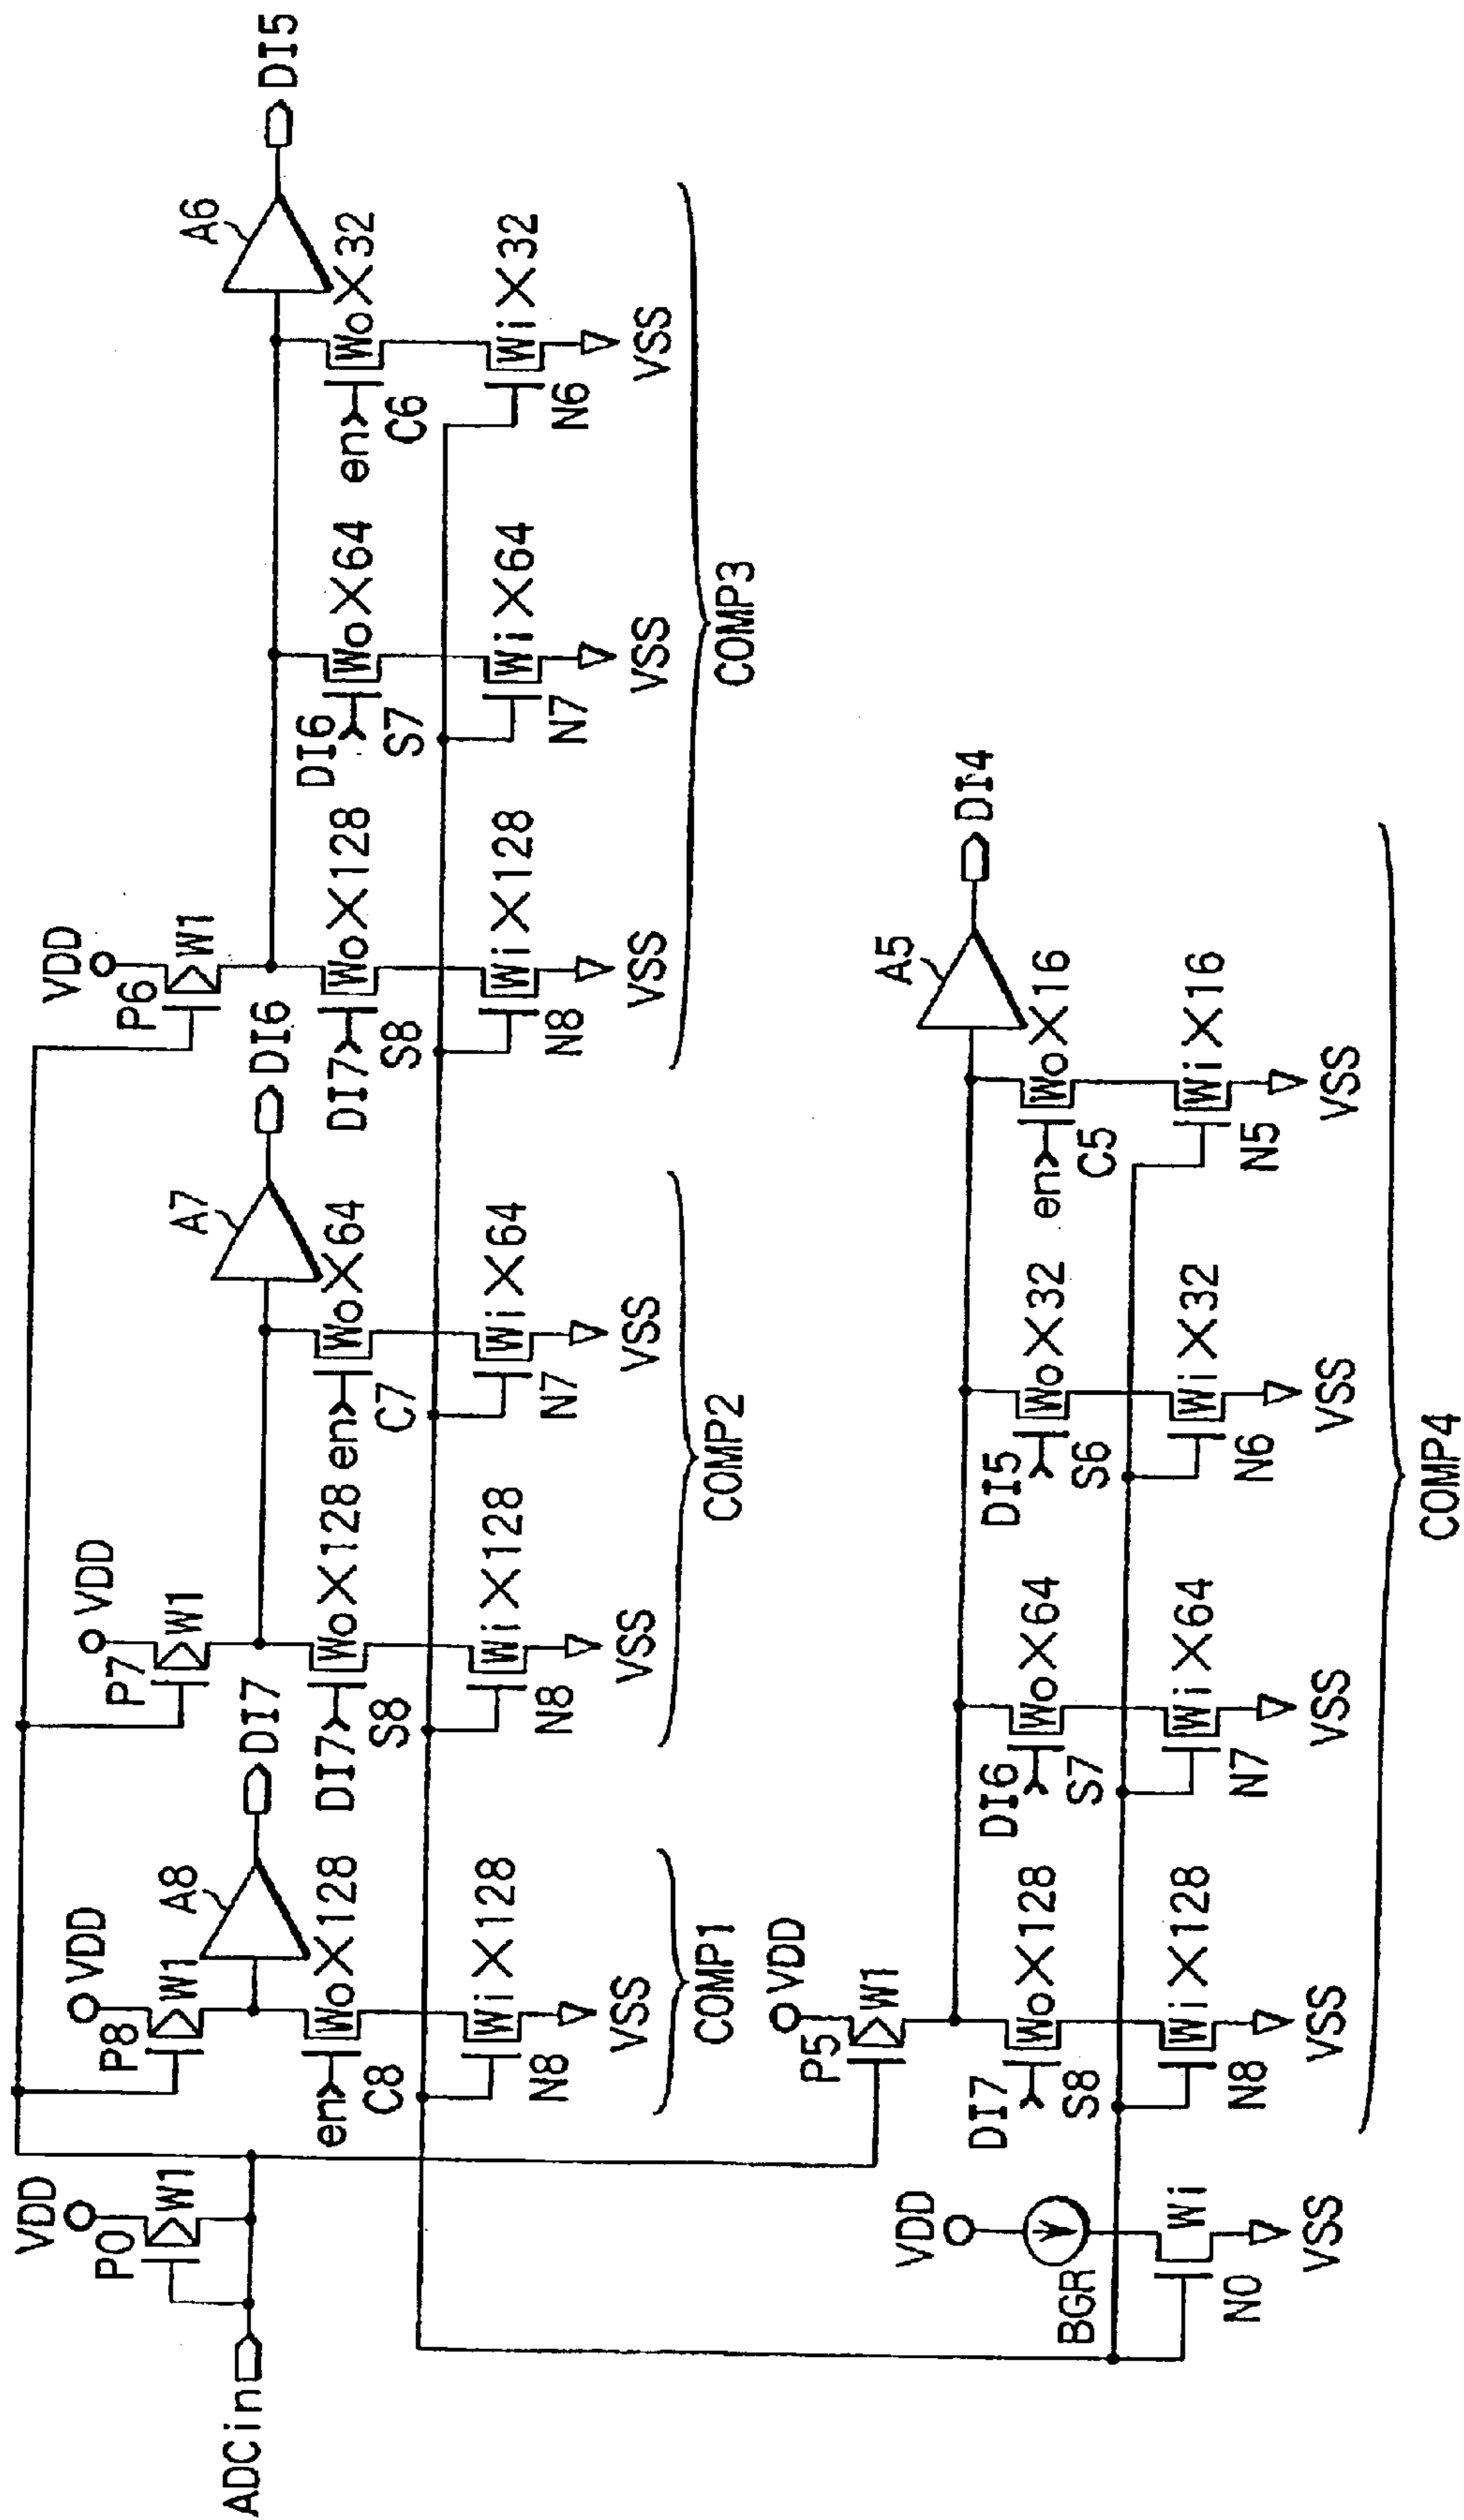 ADCin
VDD
P0
W1
VDD
P8
W1
A8
DI7
en
C8
Wo×128
N8
Wi×128
VSS
COMP1
VDD
P7
W1
A7
DI6
DI7
S8
Wo×128
en
C7
Wo×64
N8
Wi×128
VSS
N7
Wi×64
VSS
COMP2
VDD
P6
W1
A6
DI5
DI7
S8
Wo×128
DI6
S7
Wo×64
en
C6
Wo×32
N8
Wi×128
VSS
N7
Wi×64
VSS
N6
Wi×32
VSS
COMP3
VDD
BGR
N0
Wi
VSS
VDD
P5
W1
A5
DI4
DI7
S8
Wo×128
DI6
S7
Wo×64
DI5
S6
Wo×32
en
C5
Wo×16
N8
Wi×128
VSS
N7
Wi×64
VSS
N6
Wi×32
VSS
N5
Wi×16
VSS
COMP4